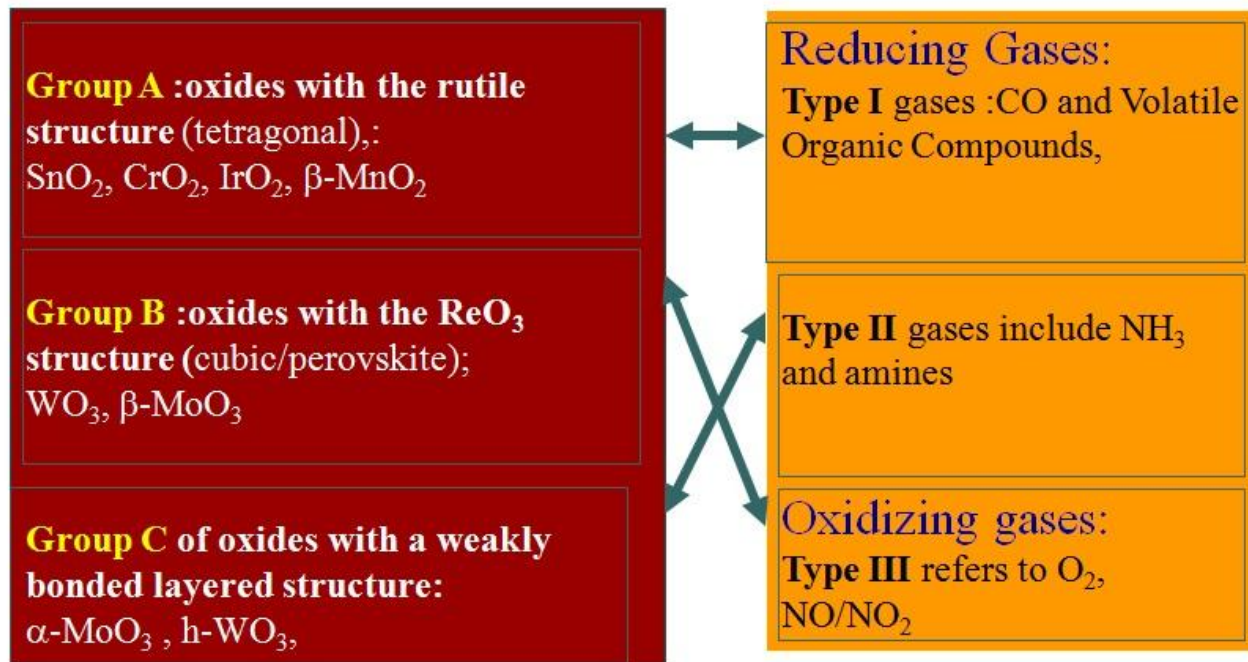 Group A :oxides with the rutile
structure (tetragonal),:
SnO₂, CrO₂, IrO₂, β-MnO₂
Group B :oxides with the ReO₃
structure (cubic/perovskite);
WO₃, β-MoO₃
Group C of oxides with a weakly
bonded layered structure:
α-MoO₃ , h-WO₃,
Reducing Gases:
Type I gases :CO and Volatile
Organic Compounds,
Type II gases include NH₃
and amines
Oxidizing gases:
Type III refers to O₂,
NO/NO₂